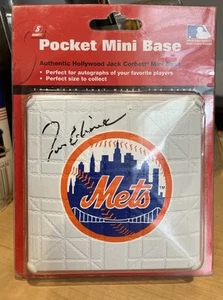 Pocket Mini Base
Authentic Hollywood Jack Corbett® Mini Base
• Perfect for autographs of your favorite players
• Perfect size to collect
Mets